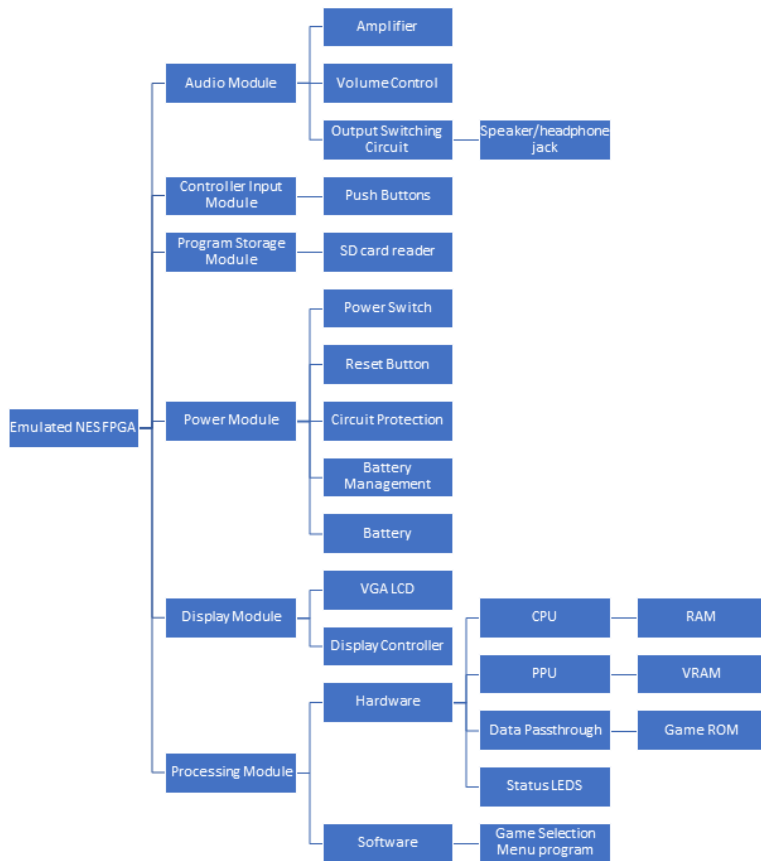 Amplifier
Audio Module
Volume Control
Output Switching
Circuit
Speaker/headphone
jack
Controller Input
Module
Push Buttons
Program Storage
Module
SD card reader
Power Switch
Reset Button
Emulated NES FPGA
Power Module
Circuit Protection
Battery
Management
Battery
VGA LCD
Display Module
CPU
RAM
Display Controller
Hardware
PPU
VRAM
Data Passthrough
Game ROM
Processing Module
Status LEDS
Software
Game Selection
Menu program